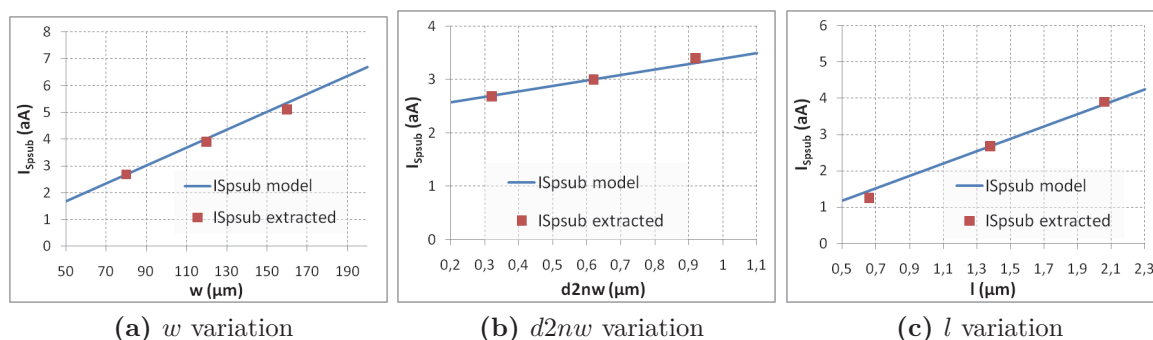 8
7
6
5
4
3
2
1
0
I_Spsub (aA)
ISpsub model
ISpsub extracted
50 70 90 110 130 150 170 190
w (µm)
(a) w variation
4
3
2
1
0
I_Spsub (aA)
ISpsub model
ISpsub extracted
0,2 0,3 0,4 0,5 0,6 0,7 0,8 0,9 1 1,1
d2nw (µm)
(b) d2nw variation
6
5
4
3
2
1
0
I_Spsub (aA)
ISpsub model
ISpsub extracted
0,5 0,7 0,9 1,1 1,3 1,5 1,7 1,9 2,1 2,3
l (µm)
(c) l variation